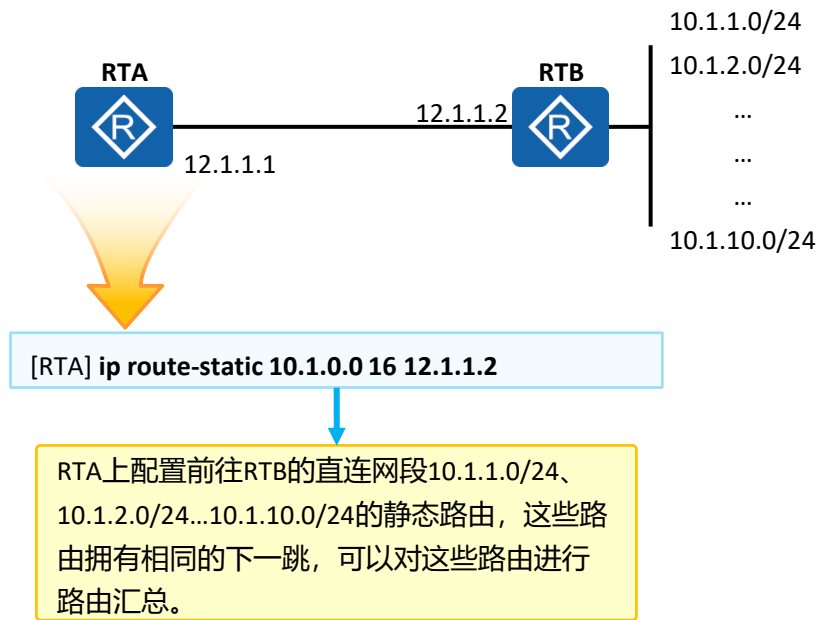 10.1.1.0/24
RTA
RTB
10.1.2.0/24
R
12.1.1.2
R
...
12.1.1.1
...
...
10.1.10.0/24
[RTA] ip route-static 10.1.0.0 16 12.1.1.2
RTA上配置前往RTB的直连网段10.1.1.0/24、
10.1.2.0/24...10.1.10.0/24的静态路由，这些路
由拥有相同的下一跳，可以对这些路由进行
路由汇总。